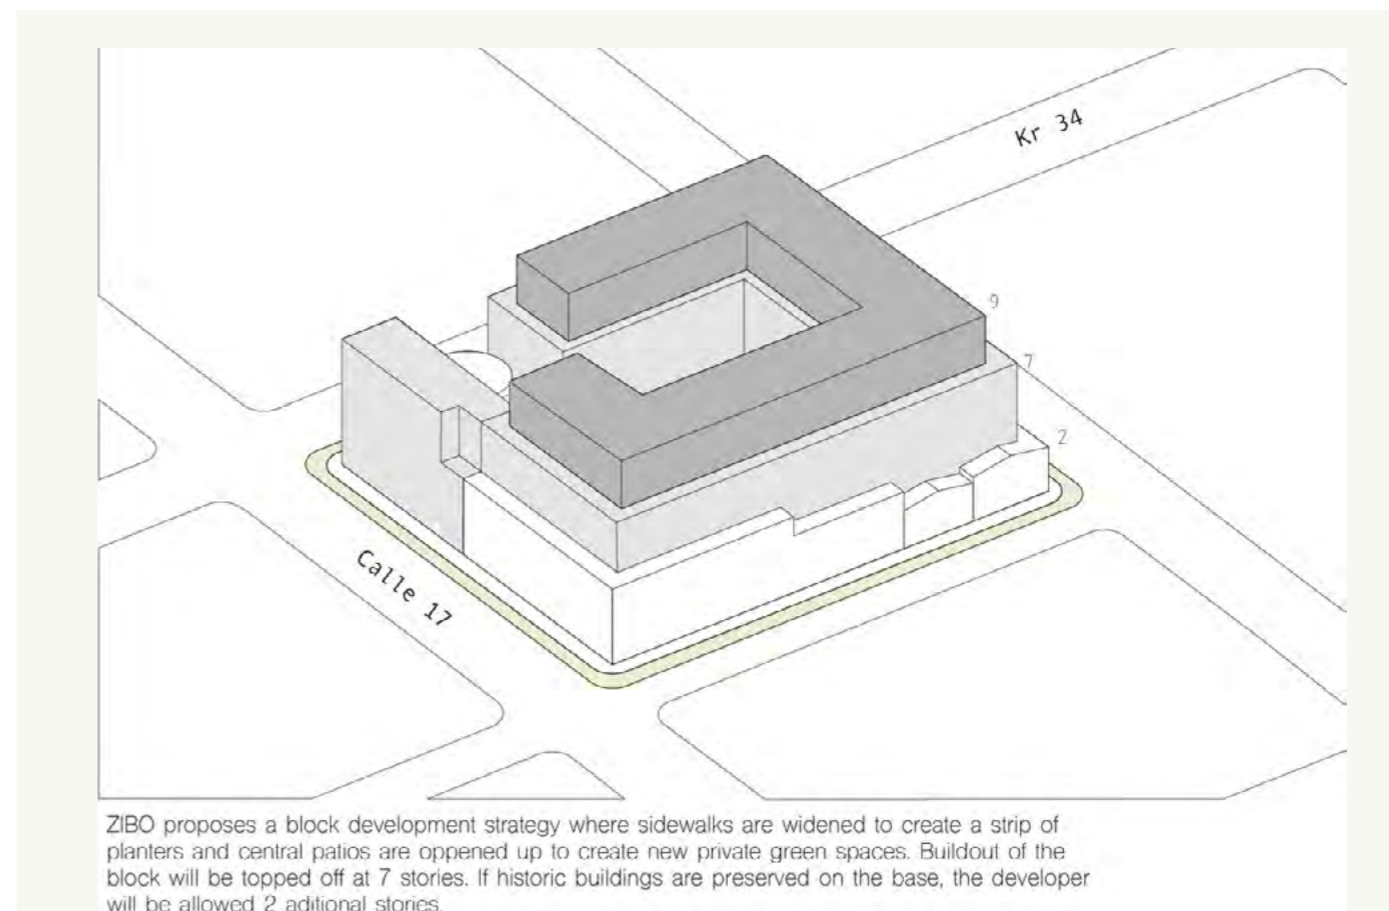 Kr 34
9
7
2
Calle 17
ZIBO proposes a block development strategy where sidewalks are widened to create a strip of
planters and central patios are oppened up to create new private green spaces. Buildout of the
block will be topped off at 7 stories. If historic buildings are preserved on the base, the developer
will be allowed 2 aditional stories.